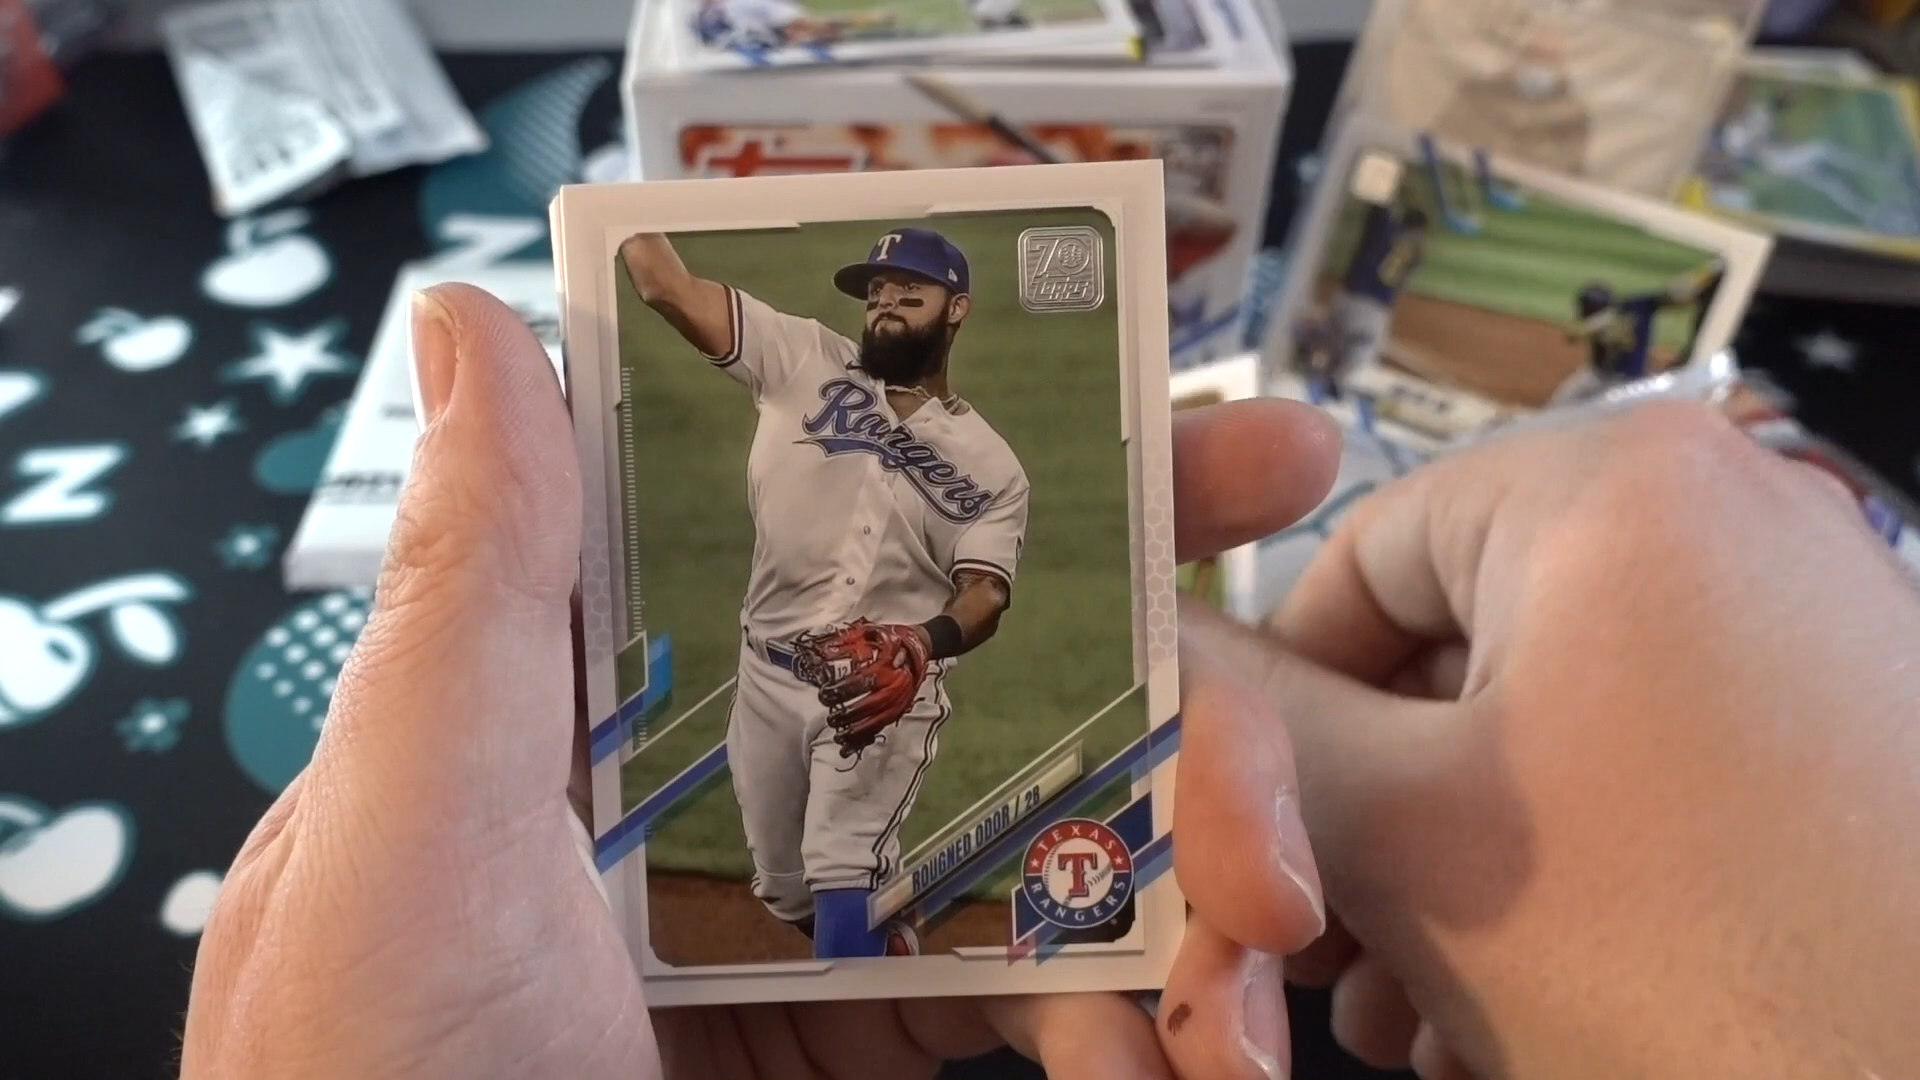 70
TOPPS
T
Rangers
ROUGNED ODOR / 2B
TEXAS
T
RANGERS